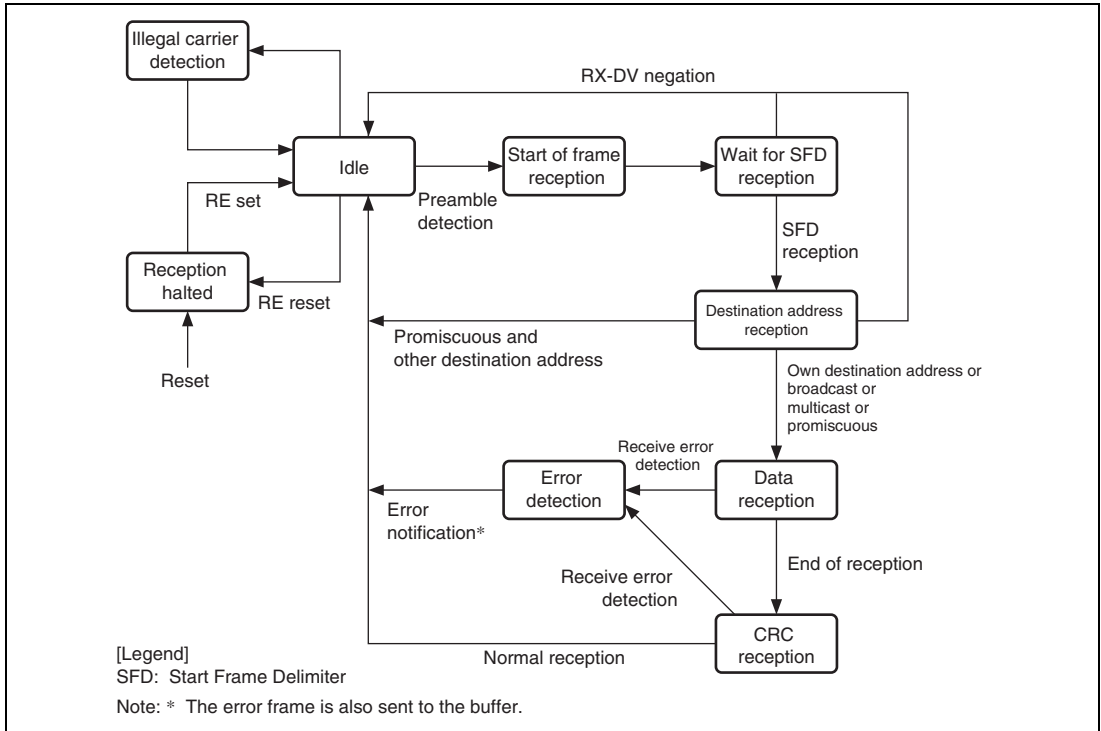 Illegal carrier
detection
RX-DV negation
Idle
Start of frame
reception
Wait for SFD
reception
Preamble
detection
RE set
SFD
reception
Reception
halted
RE reset
Destination address
reception
Promiscuous and
other destination address
Reset
Own destination address or
broadcast or
multicast or
promiscuous
Receive error
detection
Error
detection
Data
reception
Error
notification*
End of reception
Receive error
detection
CRC
reception
Normal reception
[Legend]
SFD: Start Frame Delimiter
Note: * The error frame is also sent to the buffer.